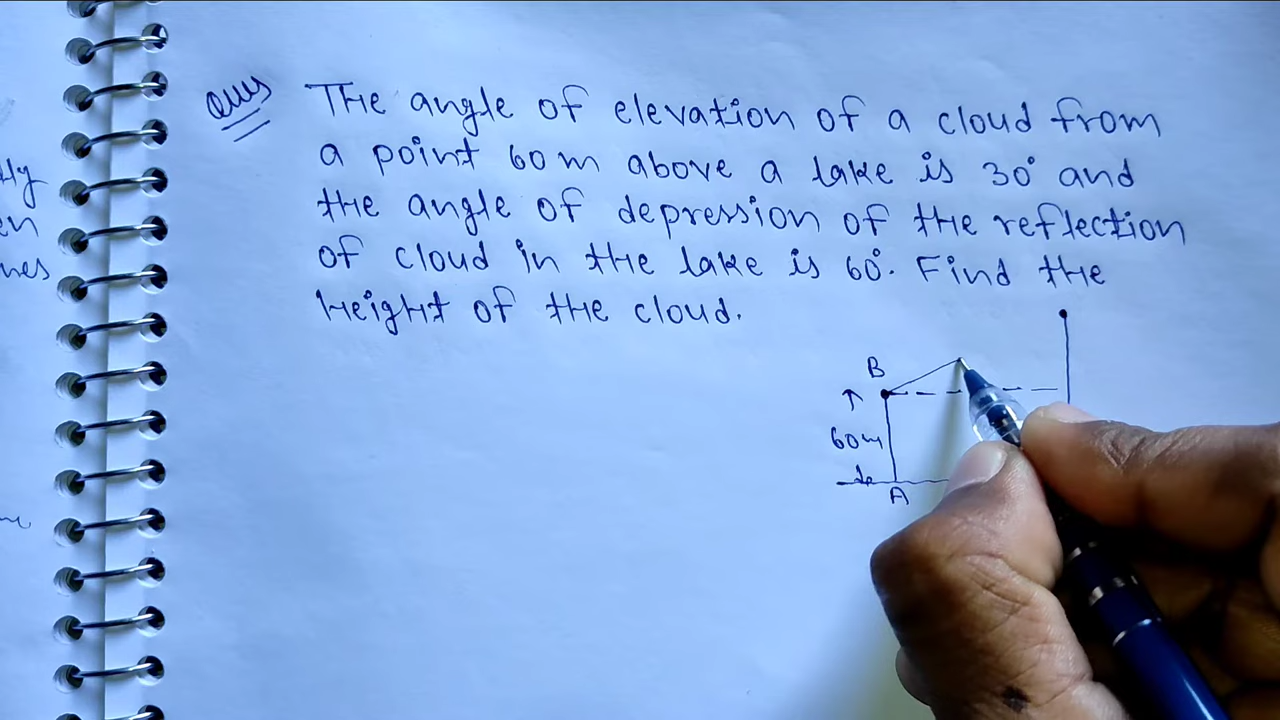 Ques The angle of elevation of a cloud from
a point 60m above a lake is 30° and
the angle of depression of the reflection
of cloud in the lake is 60°. Find the
height of the cloud.
B
60m
A